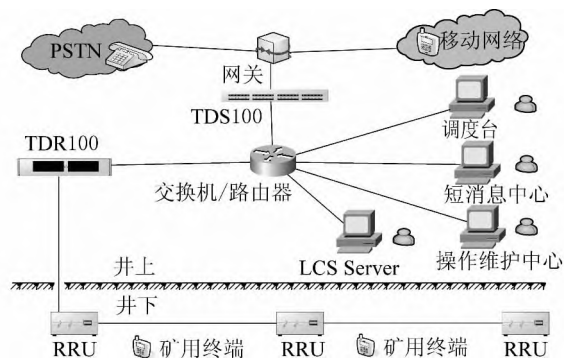 PSTN
网关
移动网络
TDS100
调度台
TDR100
交换机/路由器
短消息中心
LCS Server
操作维护中心
井上
井下
RRU
矿用终端
RRU
矿用终端
RRU